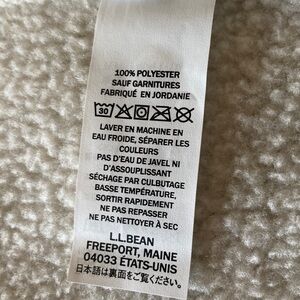 100% POLYESTER
SAUF GARNITURES
FABRIQUÉ EN JORDANIE
30
LAVER EN MACHINE EN
EAU FROIDE, SÉPARER LES
COULEURS
PAS D'EAU DE JAVEL NI
D'ASSOUPLISSANT
SÉCHAGE PAR CULBUTAGE
BASSE TEMPÉRATURE,
SORTIR RAPIDEMENT
NE PAS REPASSER
NE PAS NETTOYER À SEC
L.L.BEAN
FREEPORT, MAINE
04033 ÉTATS-UNIS
日本語は裏面をご覧ください。